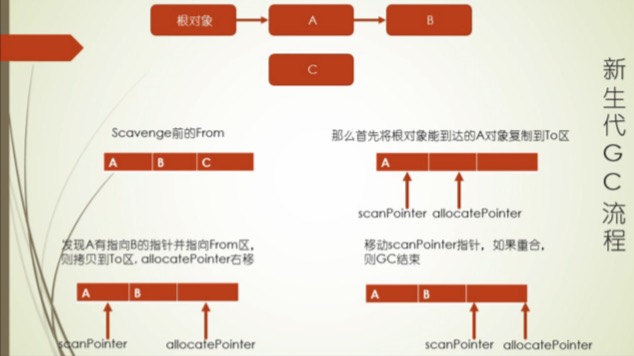 根对象
A
B
C
新生代GC流程
Scavenge前的From
A B C
那么首先将根对象能到达的A对象复制到To区
A
scanPointer allocatePointer
发现A有指向B的指针并指向From区,
则拷贝到To区, allocatePointer右移
A B
scanPointer allocatePointer
移动scanPointer指针, 如果重合,
则GC结束
A B
scanPointer allocatePointer